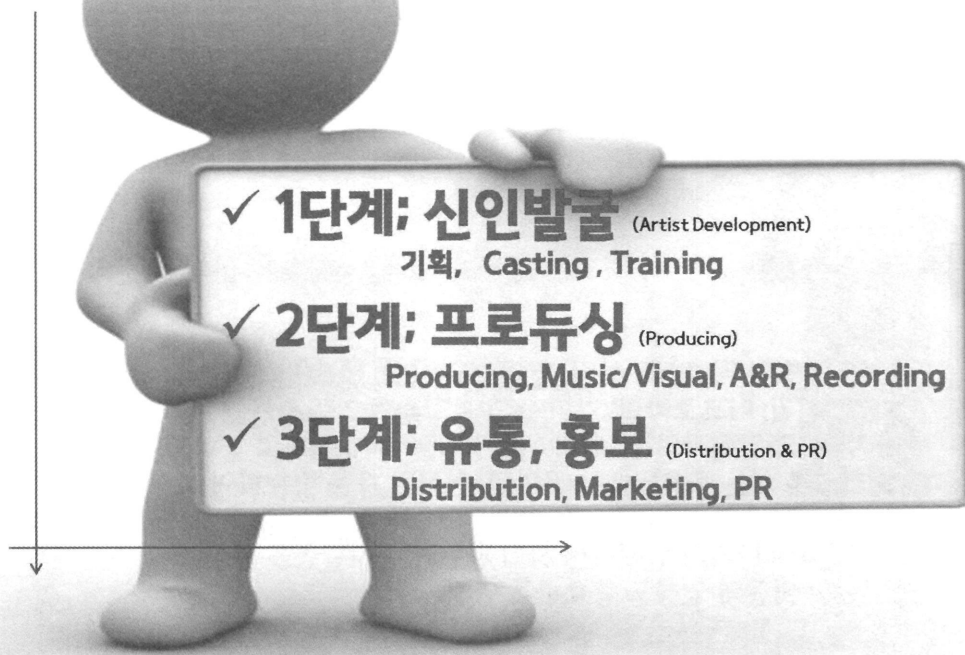 ✓ 1단계; 신인발굴 (Artist Development)
기획, Casting , Training
✓ 2단계; 프로듀싱 (Producing)
Producing, Music/Visual, A&R, Recording
✓ 3단계; 유통, 홍보 (Distribution & PR)
Distribution, Marketing, PR